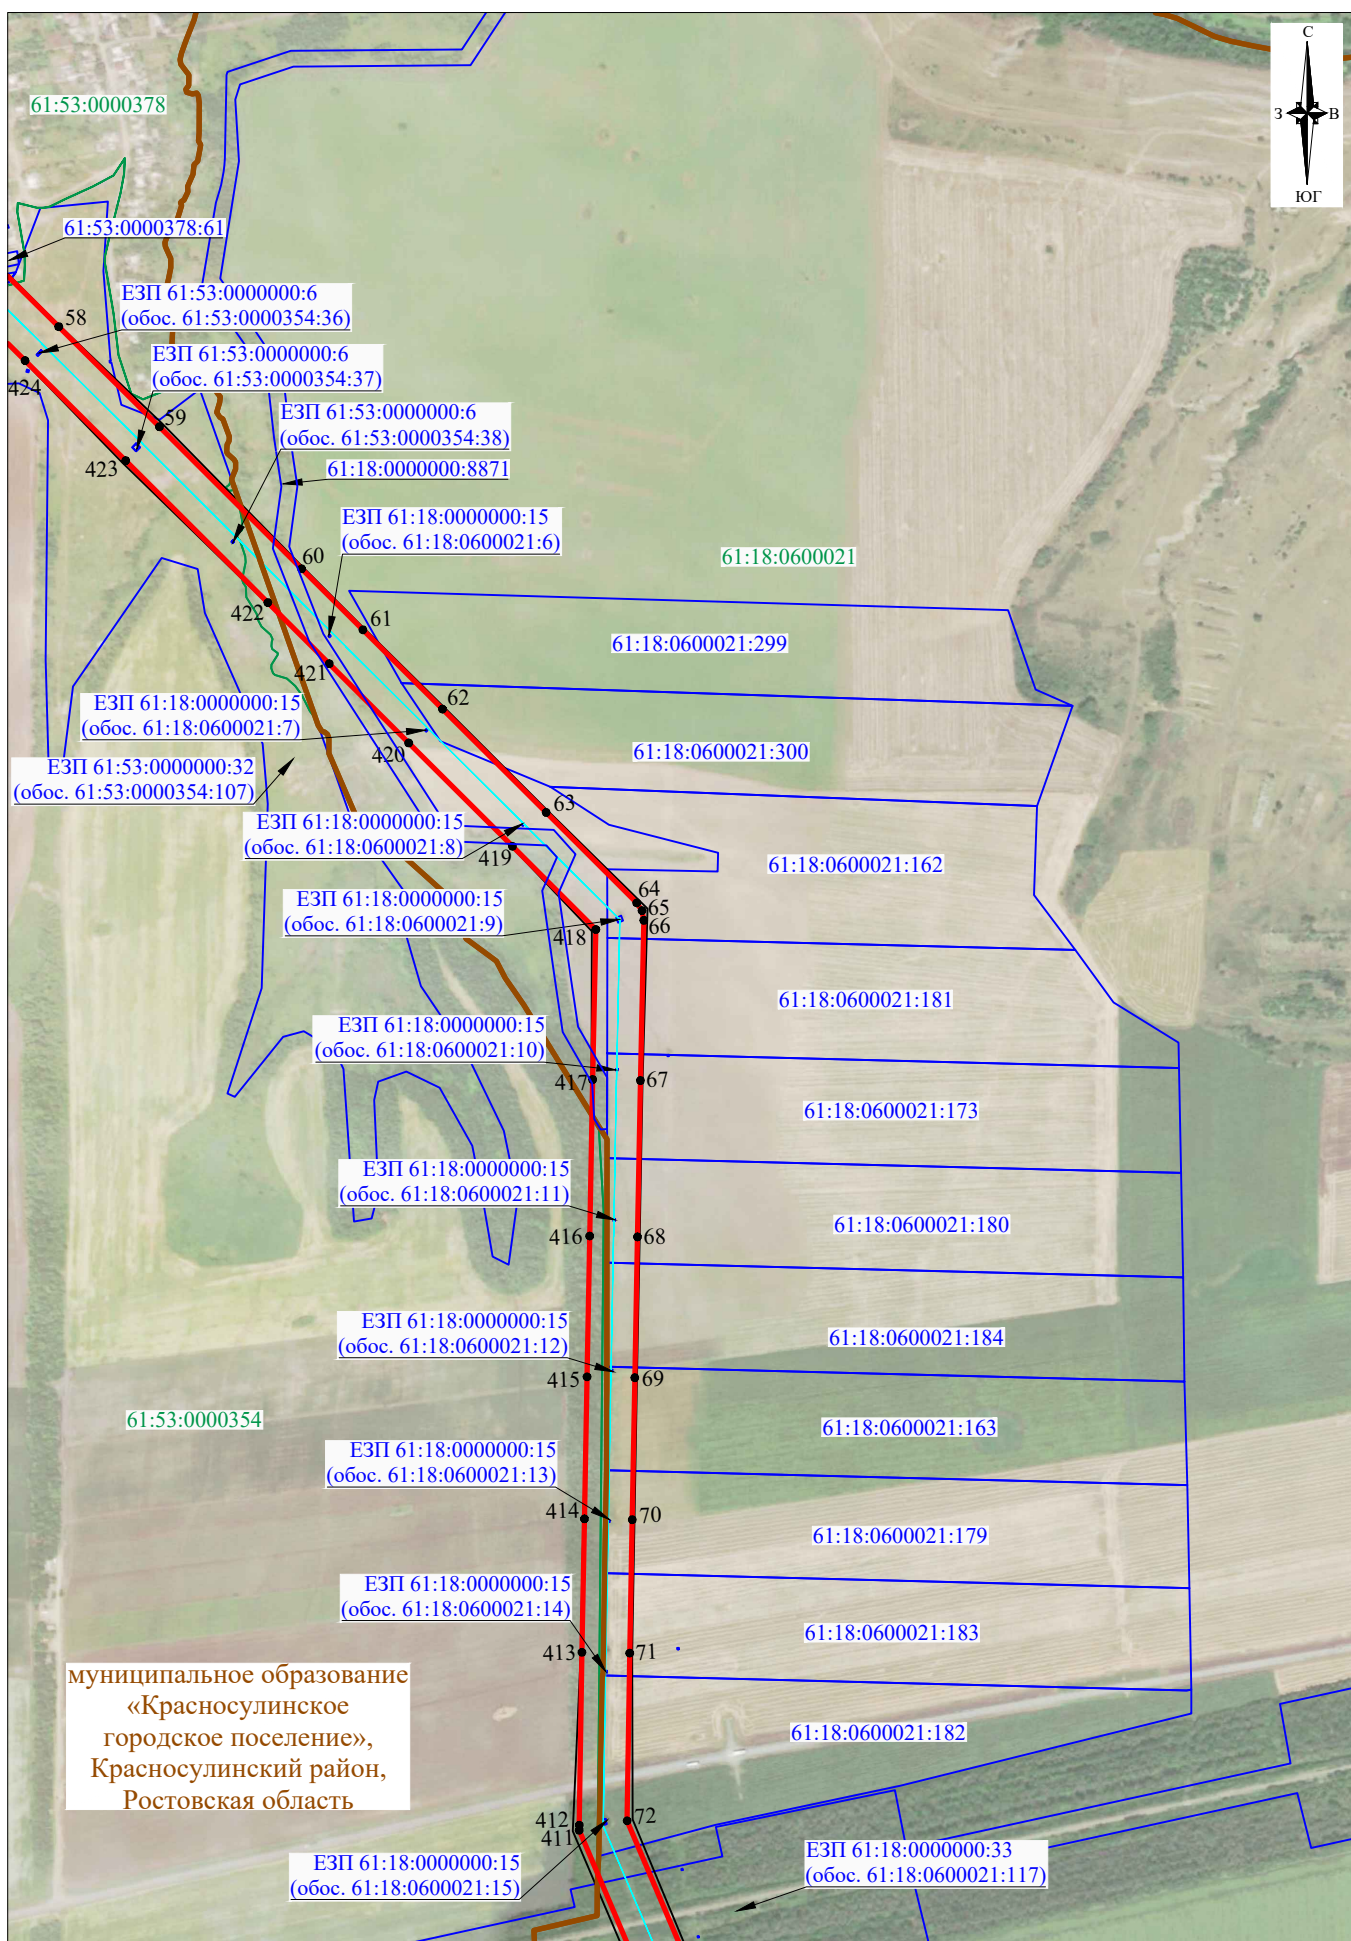 С
З
В
ЮГ
61:53:0000378
61:53:0000378:61
ЕЗП 61:53:0000000:6
(обос. 61:53:0000354:36)
58
ЕЗП 61:53:0000000:6
(обос. 61:53:0000354:37)
424
59
ЕЗП 61:53:0000000:6
(обос. 61:53:0000354:38)
423
61:18:0000000:8871
ЕЗП 61:18:0000000:15
(обос. 61:18:0600021:6)
60
61:18:0600021
422
61
61:18:0600021:299
421
ЕЗП 61:18:0000000:15
(обос. 61:18:0600021:7)
62
420
61:18:0600021:300
ЕЗП 61:53:0000000:32
(обос. 61:53:0000354:107)
63
ЕЗП 61:18:0000000:15
(обос. 61:18:0600021:8)
419
61:18:0600021:162
64
65
66
ЕЗП 61:18:0000000:15
(обос. 61:18:0600021:9)
418
61:18:0600021:181
ЕЗП 61:18:0000000:15
(обос. 61:18:0600021:10)
417
67
61:18:0600021:173
ЕЗП 61:18:0000000:15
(обос. 61:18:0600021:11)
61:18:0600021:180
416
68
ЕЗП 61:18:0000000:15
(обос. 61:18:0600021:12)
61:18:0600021:184
415
69
61:53:0000354
61:18:0600021:163
ЕЗП 61:18:0000000:15
(обос. 61:18:0600021:13)
414
70
61:18:0600021:179
ЕЗП 61:18:0000000:15
(обос. 61:18:0600021:14)
61:18:0600021:183
413
71
муниципальное образование
«Красносулинское
городское поселение»,
Красносулинский район,
Ростовская область
61:18:0600021:182
412
411
72
ЕЗП 61:18:0000000:15
(обос. 61:18:0600021:15)
ЕЗП 61:18:0000000:33
(обос. 61:18:0600021:117)